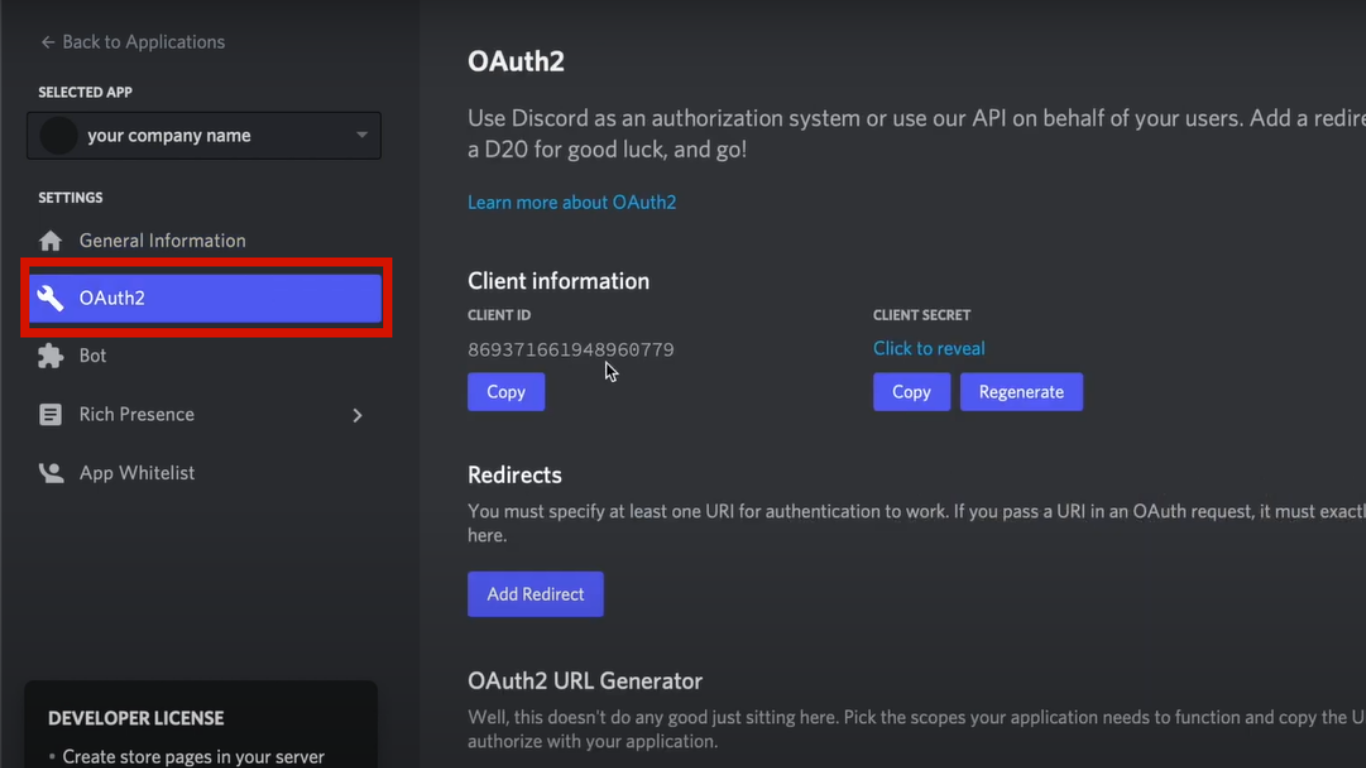 Back to Applications
SELECTED APP
your company name
SETTINGS
General Information
OAuth2
Bot
Rich Presence
App Whitelist
DEVELOPER LICENSE
• Create store pages in your server
OAuth2
Use Discord as an authorization system or use our API on behalf of your users. Add a redire
a D20 for good luck, and go!
Learn more about OAuth2
Client information
CLIENT ID
869371661948960779
Copy
CLIENT SECRET
Click to reveal
Copy
Regenerate
Redirects
You must specify at least one URI for authentication to work. If you pass a URI in an OAuth request, it must exactl
here.
Add Redirect
OAuth2 URL Generator
Well, this doesn't do any good just sitting here. Pick the scopes your application needs to function and copy the U
authorize with your application.